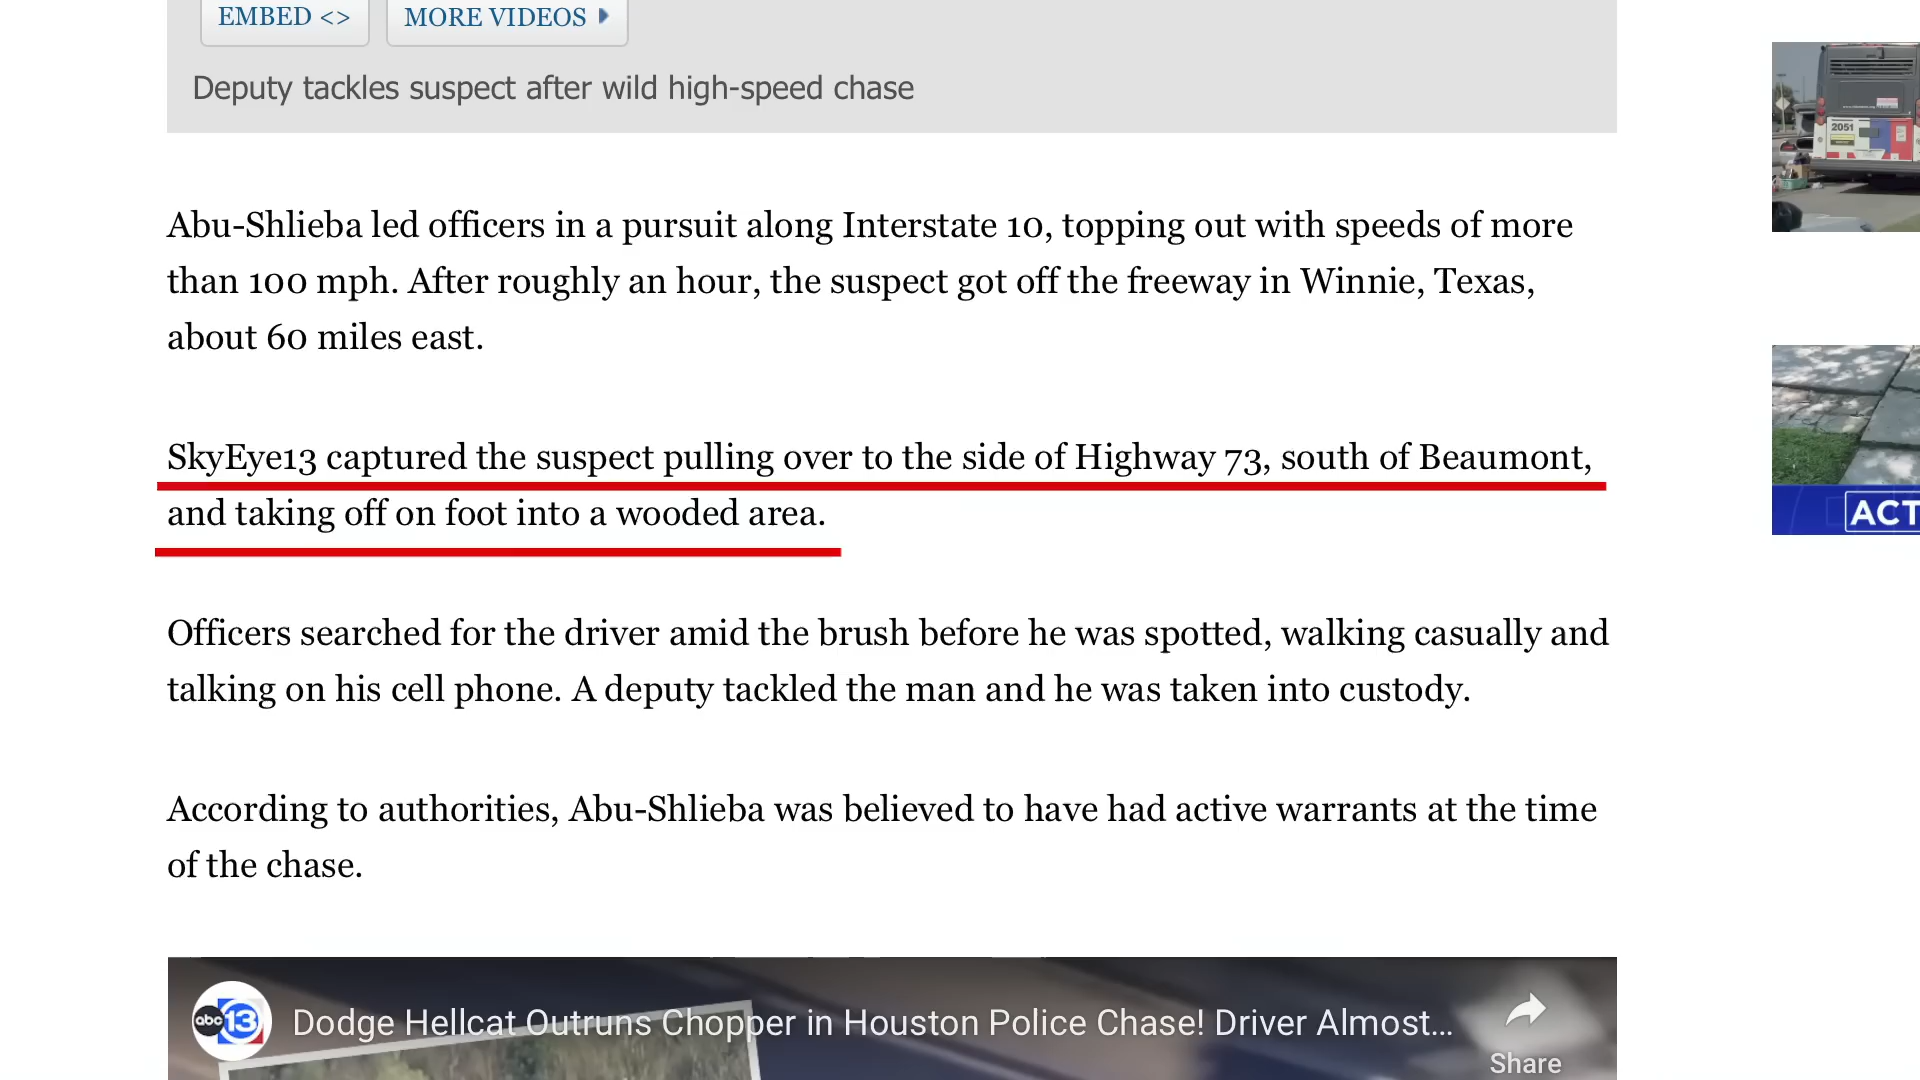 EMBED <>
MORE VIDEOS
Deputy tackles suspect after wild high-speed chase
2051
Abu-Shlieba led officers in a pursuit along Interstate 10, topping out with speeds of more
than 100 mph. After roughly an hour, the suspect got off the freeway in Winnie, Texas,
about 60 miles east.
SkyEye13 captured the suspect pulling over to the side of Highway 73, south of Beaumont,
and taking off on foot into a wooded area.
ACT
Officers searched for the driver amid the brush before he was spotted, walking casually and
talking on his cell phone. A deputy tackled the man and he was taken into custody.
According to authorities, Abu-Shlieba was believed to have had active warrants at the time
of the chase.
abc 13
Dodge Hellcat Outruns Chopper in Houston Police Chase! Driver Almost...
Share